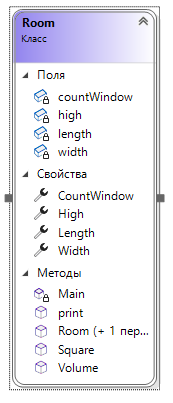 Room
Класс
Поля
countWindow
high
length
width
Свойства
CountWindow
High
Length
Width
Методы
Main
print
Room (+ 1 пер...
Square
Volume